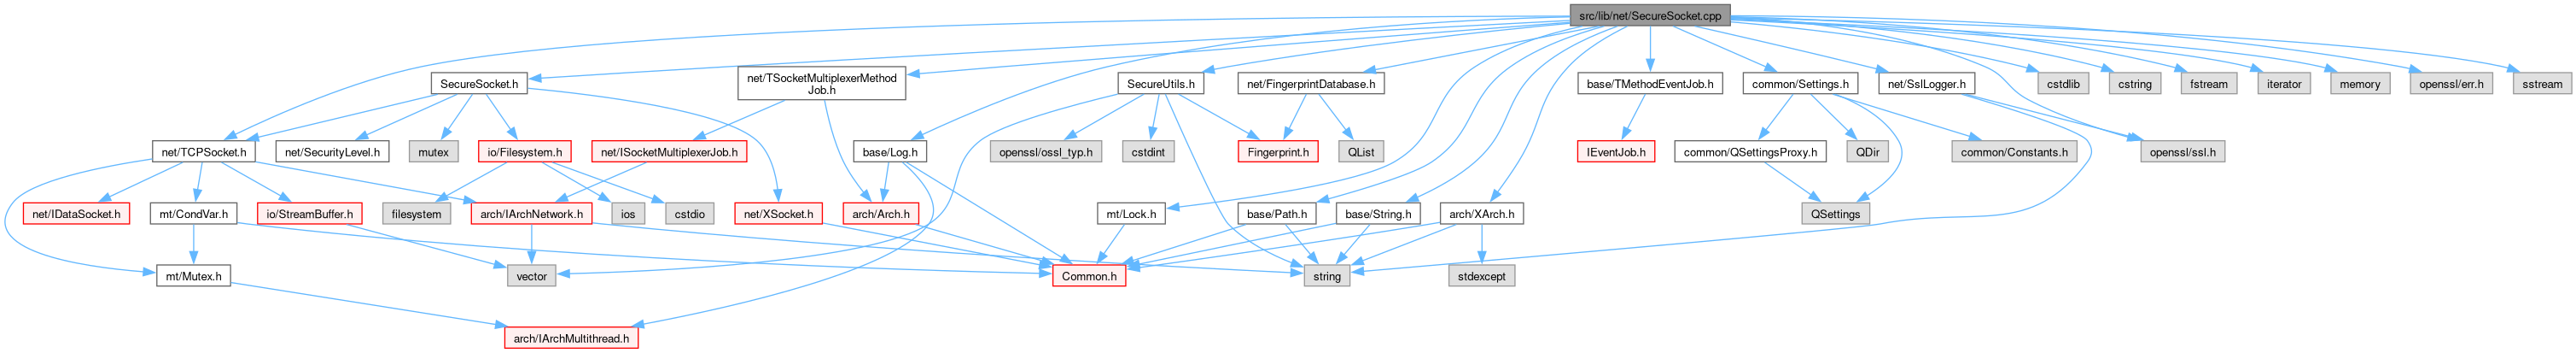 src/lib/net/SecureSocket.cpp
SecureSocket.h
net/TSocketMultiplexerMethod
Job.h
SecureUtils.h
net/FingerprintDatabase.h
base/TMethodEventJob.h
common/Settings.h
net/SslLogger.h
cstdlib
cstring
fstream
iterator
memory
openssl/err.h
sstream
net/TCPSocket.h
net/SecurityLevel.h
mutex
io/Filesystem.h
net/ISocketMultiplexerJob.h
base/Log.h
openssl/ossl_typ.h
cstdint
Fingerprint.h
QList
IEventJob.h
common/QSettingsProxy.h
QDir
common/Constants.h
openssl/ssl.h
net/IDataSocket.h
mt/CondVar.h
io/StreamBuffer.h
filesystem
arch/IArchNetwork.h
ios
cstdio
net/XSocket.h
arch/Arch.h
mt/Lock.h
base/Path.h
base/String.h
arch/XArch.h
QSettings
mt/Mutex.h
vector
Common.h
string
stdexcept
arch/IArchMultithread.h